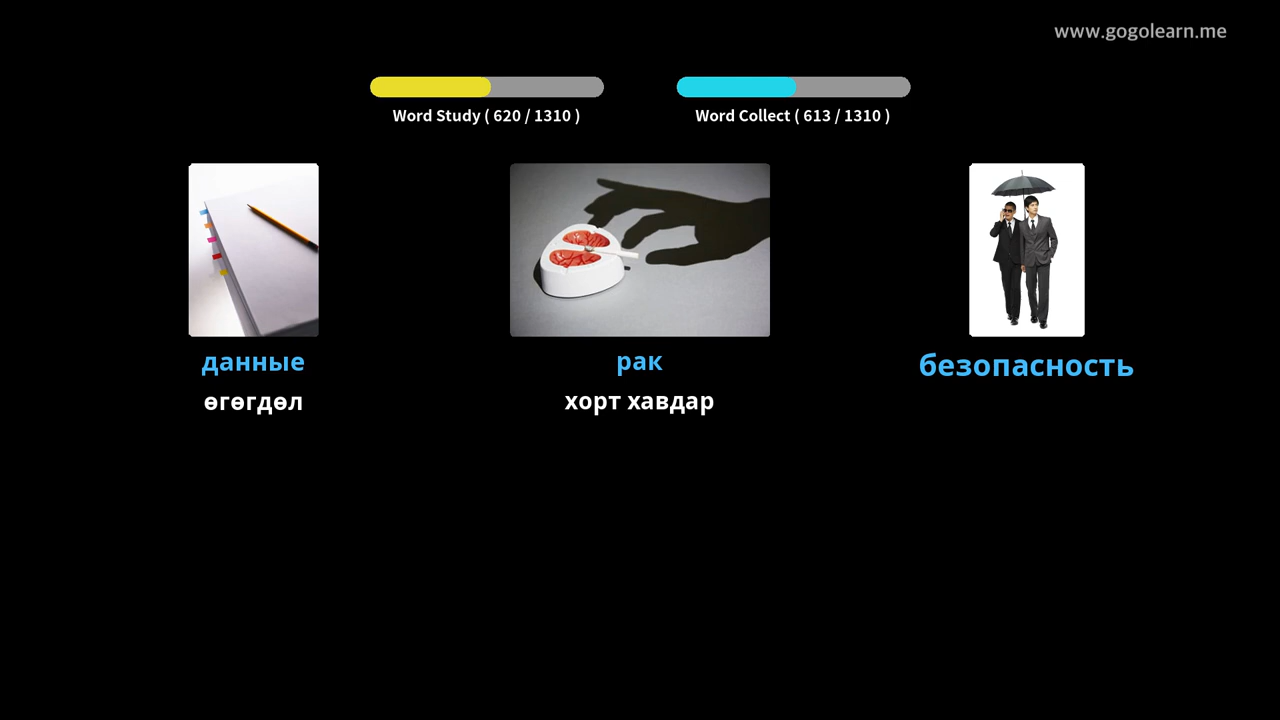 www.gogolearn.me
Word Study ( 620 / 1310 )
Word Collect ( 613 / 1310 )
данные
рак
безопасность
өгөгдөл
хорт хавдар